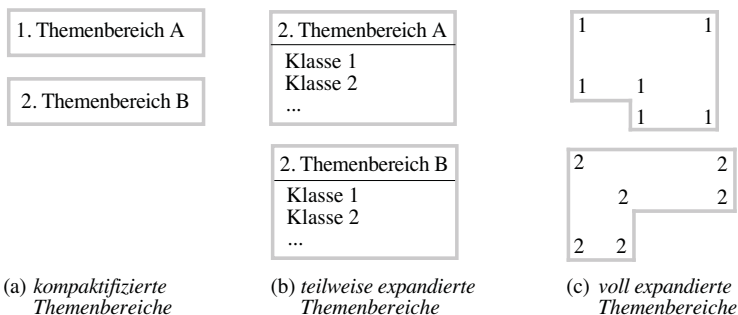 1. Themenbereich A
2. Themenbereich B
(a) kompaktifizierte
Themenbereiche
2. Themenbereich A
Klasse 1
Klasse 2
...
2. Themenbereich B
Klasse 1
Klasse 2
...
(b) teilweise expandierte
Themenbereiche
1 1
1 1
1 1
2 2
2 2
2 2
(c) voll expandierte
Themenbereiche